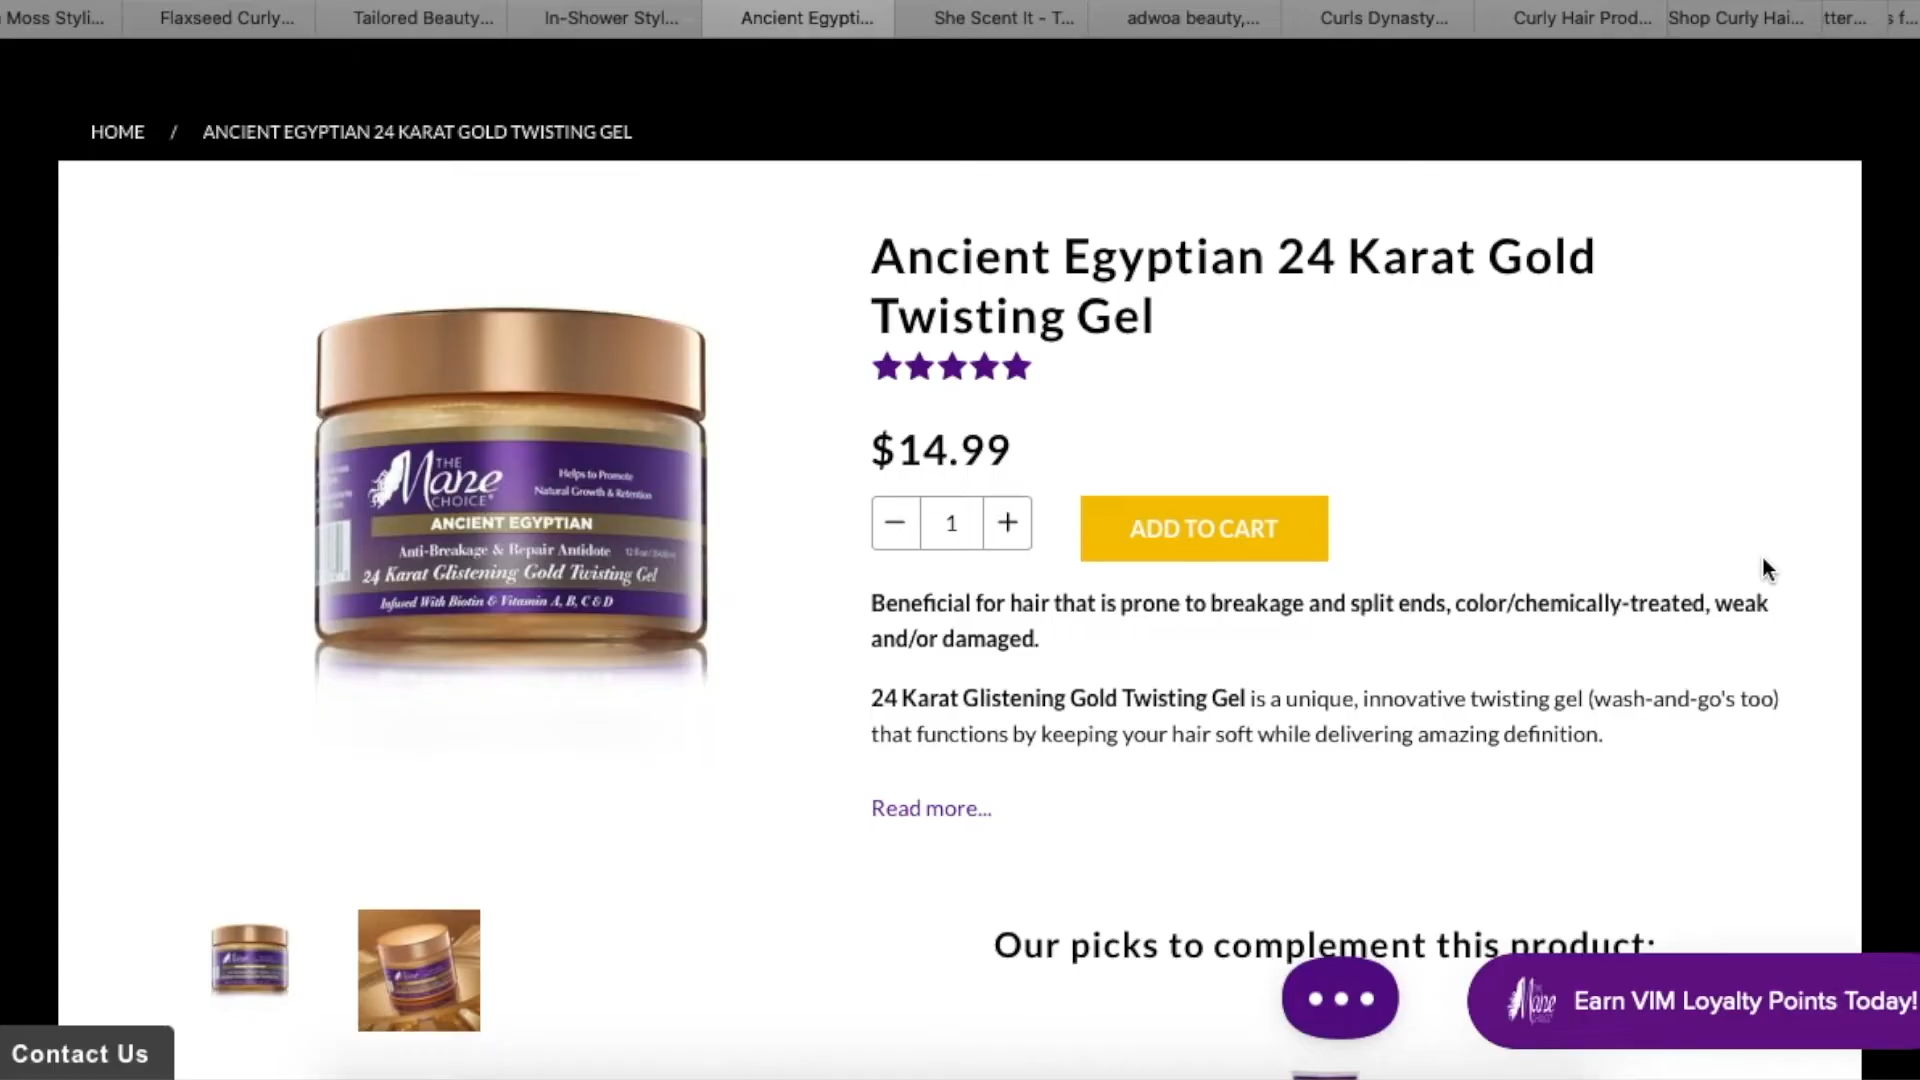 Moss Styli...
Flaxseed Curly...
Tailored Beauty...
In-Shower Styl...
Ancient Egypti...
She Scent It - T...
adwoa beauty,...
Curls Dynasty...
Curly Hair Prod...
Shop Curly Hai...
tter...
s f...
HOME / ANCIENT EGYPTIAN 24 KARAT GOLD TWISTING GEL
Ancient Egyptian 24 Karat Gold
Twisting Gel
$14.99
− 1 +
ADD TO CART
THE
Mane
CHOICE®
Helps to Promote
Natural Growth & Retention
ANCIENT EGYPTIAN
Anti-Breakage & Repair Antidote
24 Karat Glistening Gold Twisting Gel
Infused With Biotin & Vitamin A, B, C & D
Beneficial for hair that is prone to breakage and split ends, color/chemically-treated, weak
and/or damaged.
24 Karat Glistening Gold Twisting Gel is a unique, innovative twisting gel (wash-and-go's too)
that functions by keeping your hair soft while delivering amazing definition.
Read more...
Our picks to complement this product:
Earn VIM Loyalty Points Today!
Contact Us